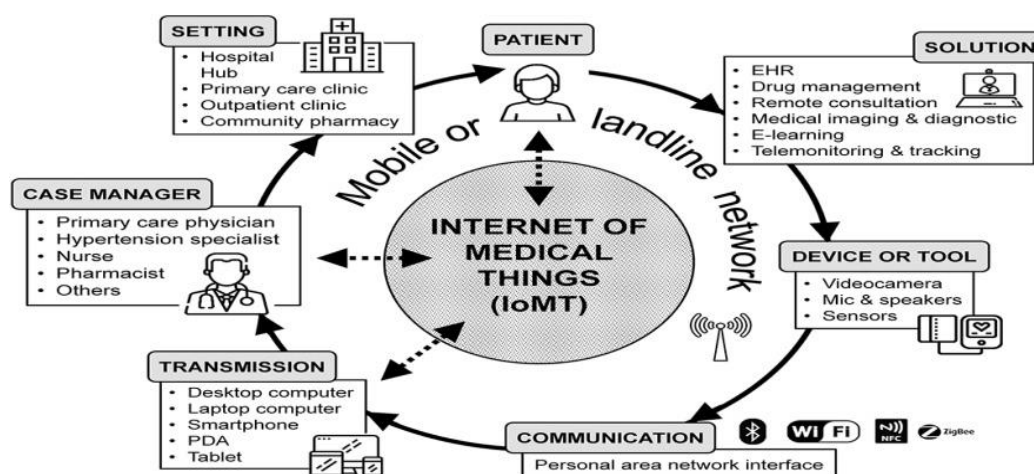 SETTING
Hospital
Hub
Primary care clinic
Outpatient clinic
Community pharmacy
PATIENT
SOLUTION
EHR
Drug management
Remote consultation
Medical imaging & diagnostic
E-learning
Telemonitoring & tracking
Mobile or landline network
CASE MANAGER
Primary care physician
Hypertension specialist
Nurse
Pharmacist
Others
INTERNET OF
MEDICAL
THINGS
(IoMT)
DEVICE OR TOOL
Videocamera
Mic & speakers
Sensors
TRANSMISSION
Desktop computer
Laptop computer
Smartphone
PDA
Tablet
COMMUNICATION
Personal area network interface
WiFi
NFC
ZigBee